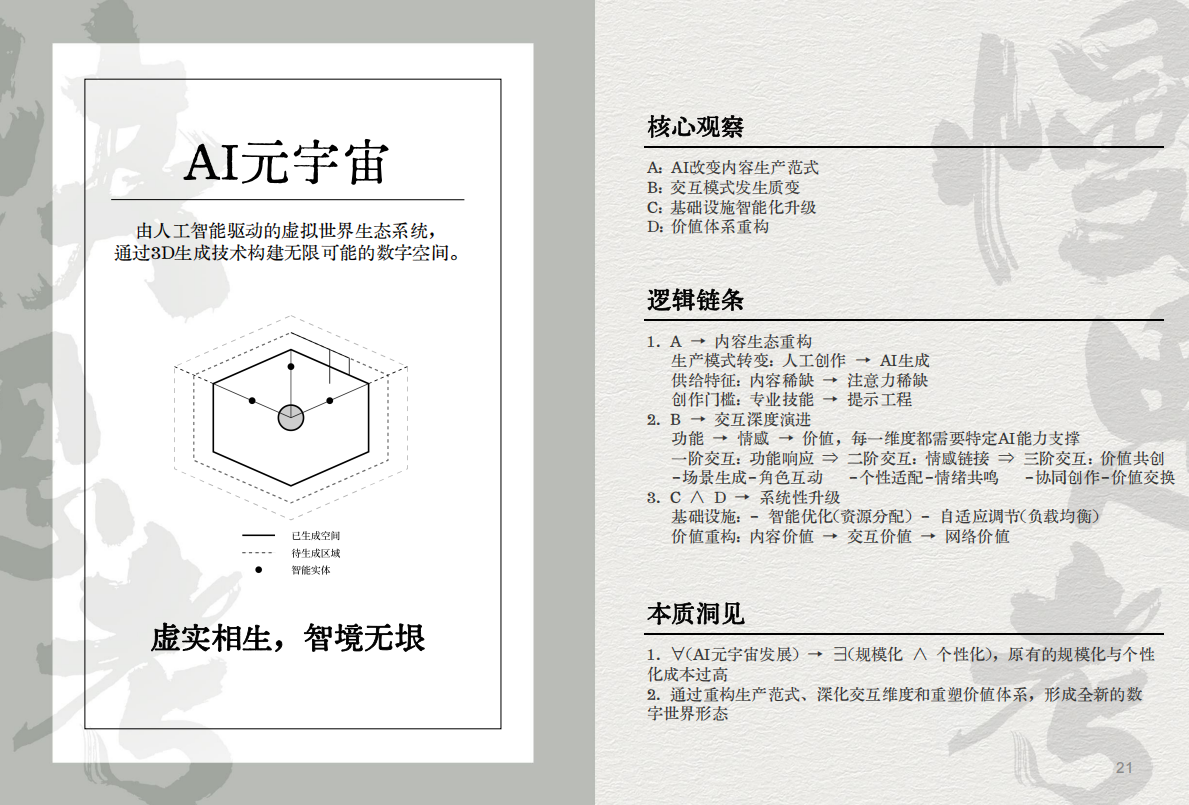 AI元宇宙
由人工智能驱动的虚拟世界生态系统，
通过3D生成技术构建无限可能的数字空间。
已生成空间
待生成区域
智能实体
虚实相生，智境无垠
核心观察
A: AI改变内容生产范式
B: 交互模式发生质变
C: 基础设施智能化升级
D: 价值体系重构
逻辑链条
1. A → 内容生态重构
生产模式转变: 人工创作 → AI生成
供给特征: 内容稀缺 → 注意力稀缺
创作门槛: 专业技能 → 提示工程
2. B → 交互深度演进
功能 → 情感 → 价值，每一维度都需要特定AI能力支撑
一阶交互: 功能响应 ⇒ 二阶交互: 情感链接 ⇒ 三阶交互: 价值共创
-场景生成-角色互动 -个性适配-情绪共鸣 -协同创作-价值交换
3. C ∧ D → 系统性升级
基础设施: - 智能优化(资源分配) - 自适应调节(负载均衡)
价值重构: 内容价值 → 交互价值 → 网络价值
本质洞见
1. ∀(AI元宇宙发展) → ∃(规模化 ∧ 个性化)，原有的规模化与个性
化成本过高
2. 通过重构生产范式、深化交互维度和重塑价值体系，形成全新的数
字世界形态
慢思考
21